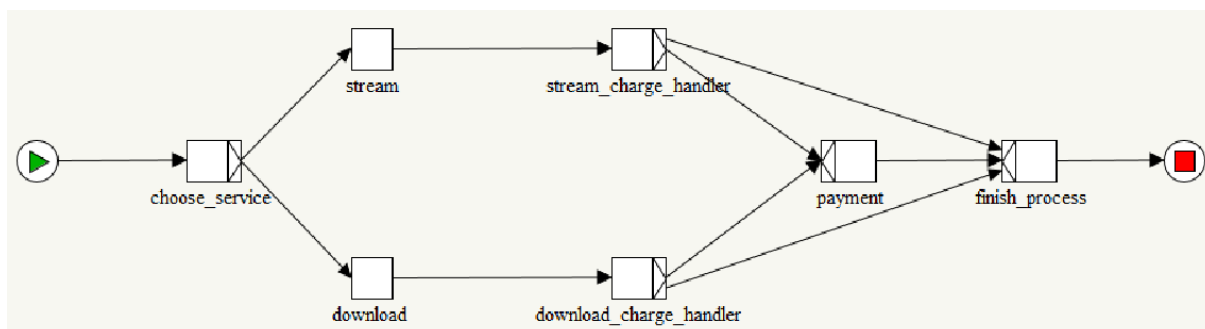 stream
stream_charge_handler
choose_service
payment
finish_process
download
download_charge_handler